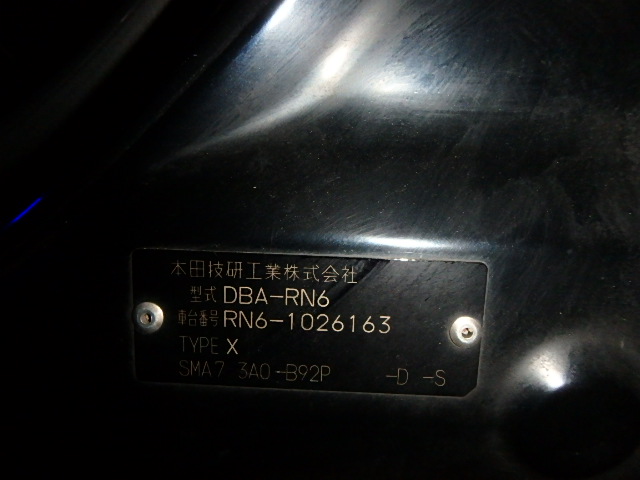 本田技研工業株式会社
型式 DBA-RN6
車台番号 RN6-1026163
TYPE X
SMA7 3A0-B92P -D -S